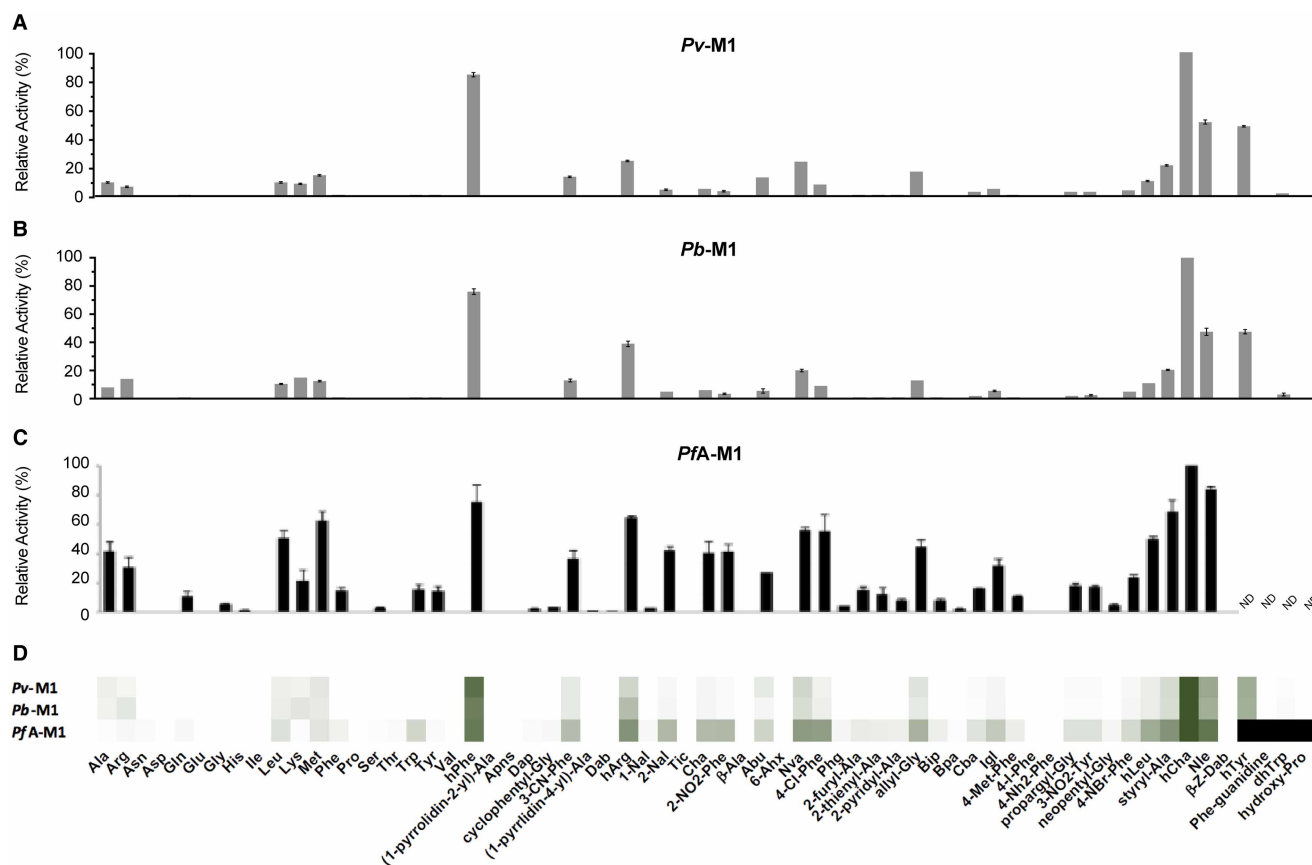 A
Pv-M1
Relative Activity (%)
100
80
60
40
20
0
B
Pb-M1
Relative Activity (%)
100
80
60
40
20
0
C
PfA-M1
Relative Activity (%)
100
80
60
40
20
0
ND
ND
ND
ND
D
Pv-M1
Pb-M1
PfA-M1
Ala
Arg
Asn
Asp
Gln
Glu
Gly
His
Ile
Leu
Lys
Met
Phe
Pro
Ser
Thr
Trp
Tyr
Val
hPhe
(1-pyrrolidin-2-yl)-Ala
Apns
Dap
cyclophentyl-Gly
3-CN-Phe
(1-pyrrlidin-4-yl)-Ala
Dab
hArg
1-Nal
2-Nal
Tic
Cha
2-NO2-Phe
β-Ala
Abu
6-Ahx
Nva
4-Cl-Phe
Phg
2-furyl-Ala
2-thienyl-Ala
2-pyridyl-Ala
allyl-Gly
Bip
Bpa
Cba
Igl
4-Met-Phe
4-I-Phe
4-Nh2-Phe
propargyl-Gly
3-NO2-Tyr
neopentyl-Gly
4-NBr-Phe
hLeu
styryl-Ala
hCha
Nle
β-Z-Dab
hTyr
Phe-guanidine
dhTrp
hydroxy-Pro